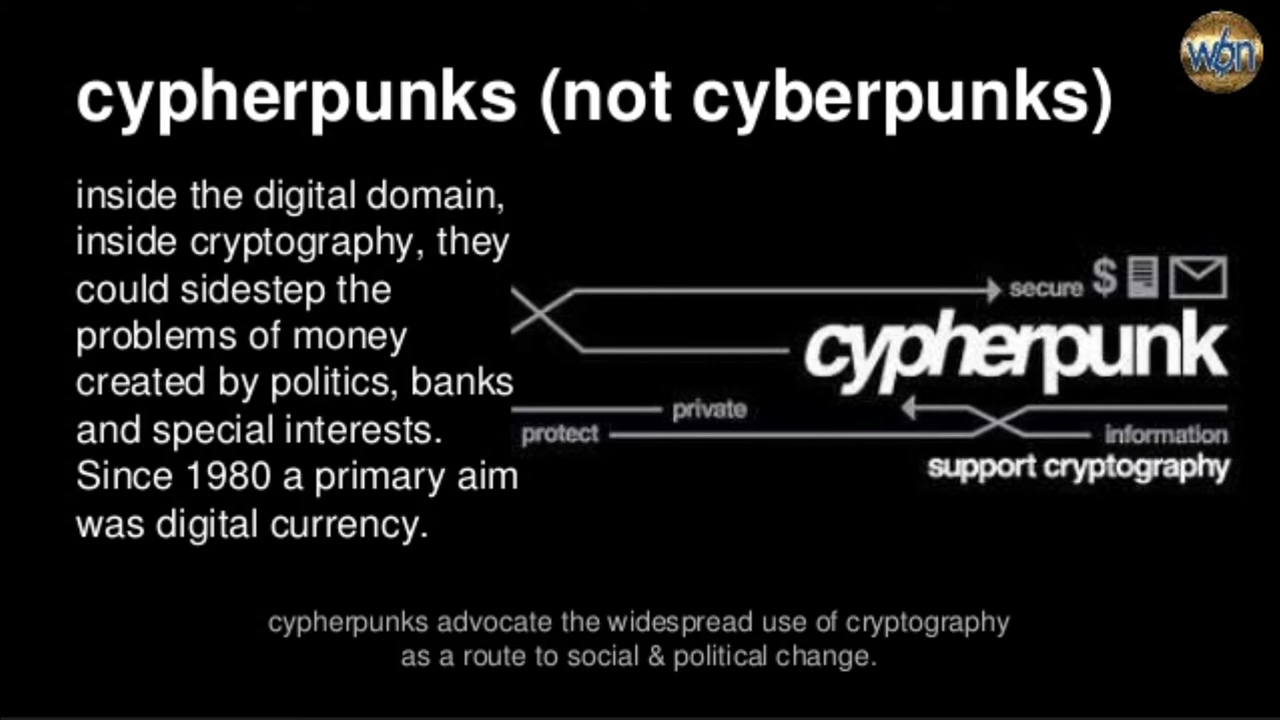 wɸn
cypherpunks (not cyberpunks)
inside the digital domain,
inside cryptography, they
could sidestep the
problems of money
created by politics, banks
and special interests.
Since 1980 a primary aim
was digital currency.
secure $
cypherpunk
private
protect
information
support cryptography
cypherpunks advocate the widespread use of cryptography
as a route to social & political change.